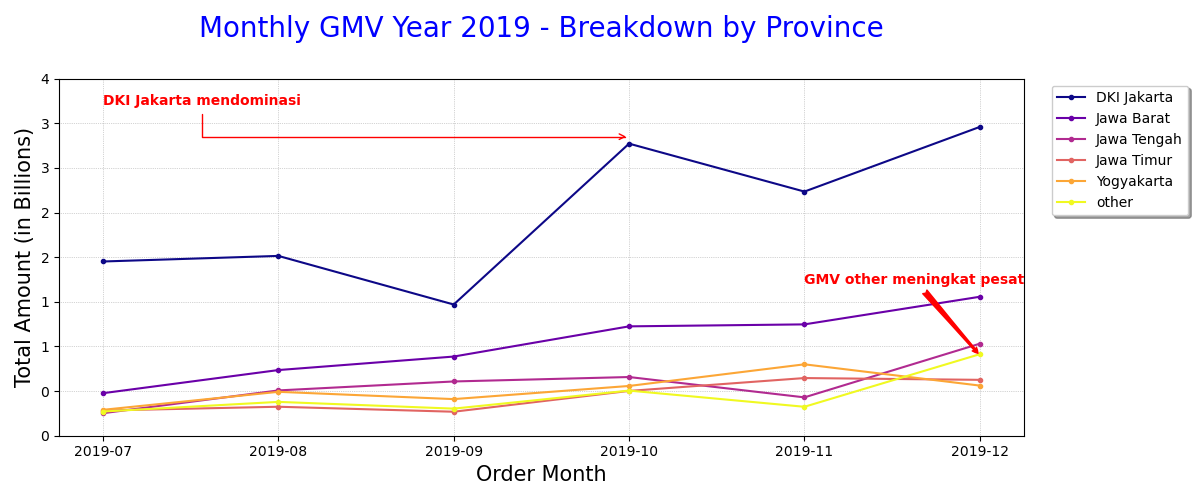 Monthly GMV Year 2019 - Breakdown by Province
Total Amount (in Billions)
4
3
3
2
2
1
1
0
0
DKI Jakarta mendominasi
GMV other meningkat pesat
2019-07
2019-08
2019-09
2019-10
2019-11
2019-12
Order Month
DKI Jakarta
Jawa Barat
Jawa Tengah
Jawa Timur
Yogyakarta
other